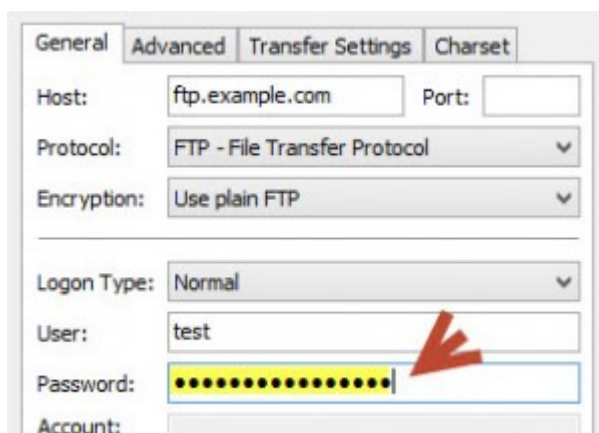 General Advanced Transfer Settings Charset
Host: ftp.example.com Port:
Protocol: FTP - File Transfer Protocol
Encryption: Use plain FTP
Logon Type: Normal
User: test
Password: ●●●●●●●●●●●●●●●●
Account: